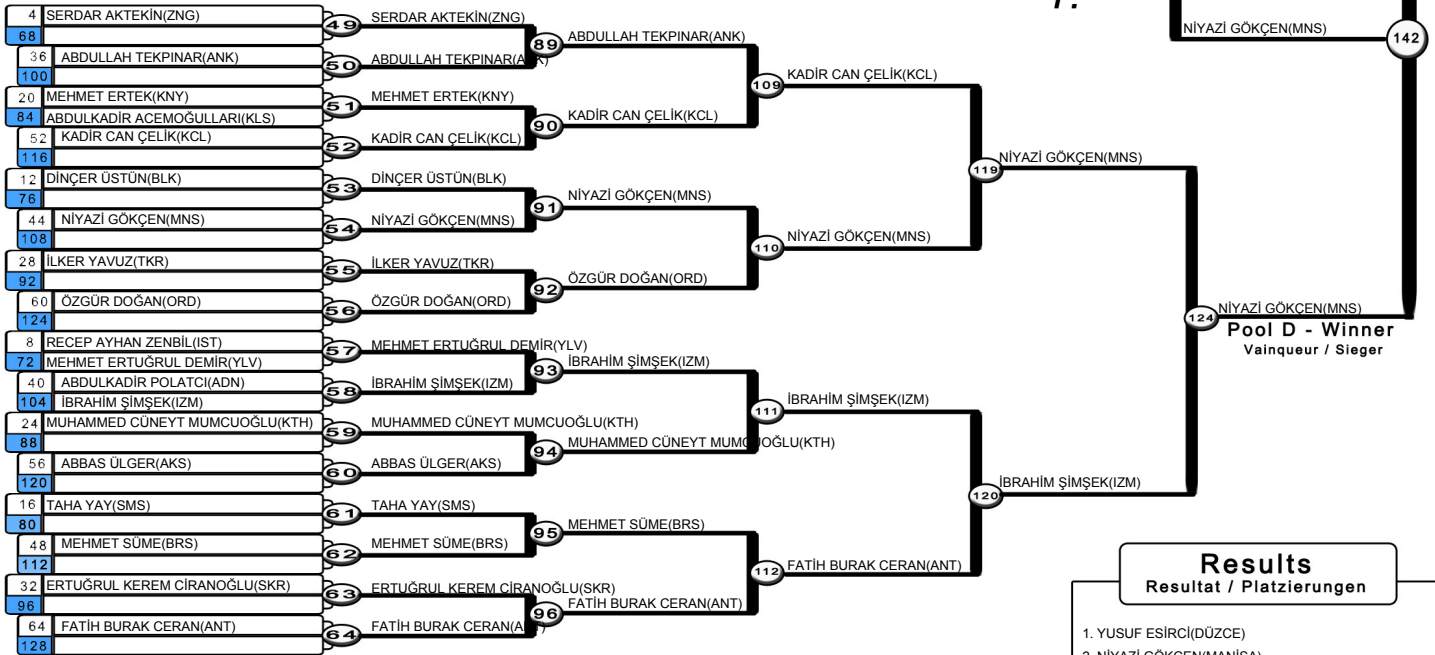 4 SERDAR AKTEKİN(ZNG)
68
36 ABDULLAH TEKPINAR(ANK)
100
20 MEHMET ERTEK(KNY)
84 ABDULKADİR ACEMOĞULLARI(KLS)
52 KADİR CAN ÇELİK(KCL)
116
12 DİNÇER ÜSTÜN(BLK)
76
44 NİYAZİ GÖKÇEN(MNS)
108
28 İLKER YAVUZ(TKR)
92
60 ÖZGÜR DOĞAN(ORD)
124
8 RECEP AYHAN ZENBİL(IST)
72 MEHMET ERTUĞRUL DEMİR(YLV)
40 ABDULKADİR POLATCI(ADN)
104 İBRAHİM ŞİMŞEK(IZM)
24 MUHAMMED CÜNEYT MUMCUOĞLU(KTH)
88
56 ABBAS ÜLGER(AKS)
120
16 TAHA YAY(SMS)
80
48 MEHMET SÜME(BRS)
112
32 ERTUĞRUL KEREM CİRANOĞLU(SKR)
96
64 FATİH BURAK CERAN(ANT)
128
49 SERDAR AKTEKİN(ZNG)
50 ABDULLAH TEKPINAR(ANK)
51 MEHMET ERTEK(KNY)
52 KADİR CAN ÇELİK(KCL)
53 DİNÇER ÜSTÜN(BLK)
54 NİYAZİ GÖKÇEN(MNS)
55 İLKER YAVUZ(TKR)
56 ÖZGÜR DOĞAN(ORD)
57 MEHMET ERTUĞRUL DEMİR(YLV)
58 İBRAHİM ŞİMŞEK(IZM)
59 MUHAMMED CÜNEYT MUMCUOĞLU(KTH)
60 ABBAS ÜLGER(AKS)
61 TAHA YAY(SMS)
62 MEHMET SÜME(BRS)
63 ERTUĞRUL KEREM CİRANOĞLU(SKR)
64 FATİH BURAK CERAN(ANT)
89 ABDULLAH TEKPINAR(ANK)
90 KADİR CAN ÇELİK(KCL)
91 NİYAZİ GÖKÇEN(MNS)
92 ÖZGÜR DOĞAN(ORD)
93 İBRAHİM ŞİMŞEK(IZM)
94 MUHAMMED CÜNEYT MUMCUOĞLU(KTH)
95 MEHMET SÜME(BRS)
96 FATİH BURAK CERAN(ANT)
109 KADİR CAN ÇELİK(KCL)
110 NİYAZİ GÖKÇEN(MNS)
111 İBRAHİM ŞİMŞEK(IZM)
112 FATİH BURAK CERAN(ANT)
119 NİYAZİ GÖKÇEN(MNS)
120 İBRAHİM ŞİMŞEK(IZM)
124 NİYAZİ GÖKÇEN(MNS)
Pool D - Winner
Vainqueur / Sieger
1.
NİYAZİ GÖKÇEN(MNS)
142
Results
Resultat / Platzierungen
1. YUSUF ESİRCİ(DÜZCE)
2. NİYAZİ GÖKÇEN(MANİSA)